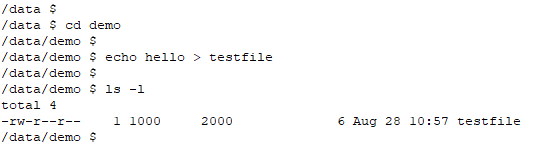 /data $
/data $ cd demo
/data/demo $
/data/demo $ echo hello > testfile
/data/demo $
/data/demo $ ls -l
total 4
-rw-r--r--    1 1000     2000             6 Aug 28 10:57 testfile
/data/demo $